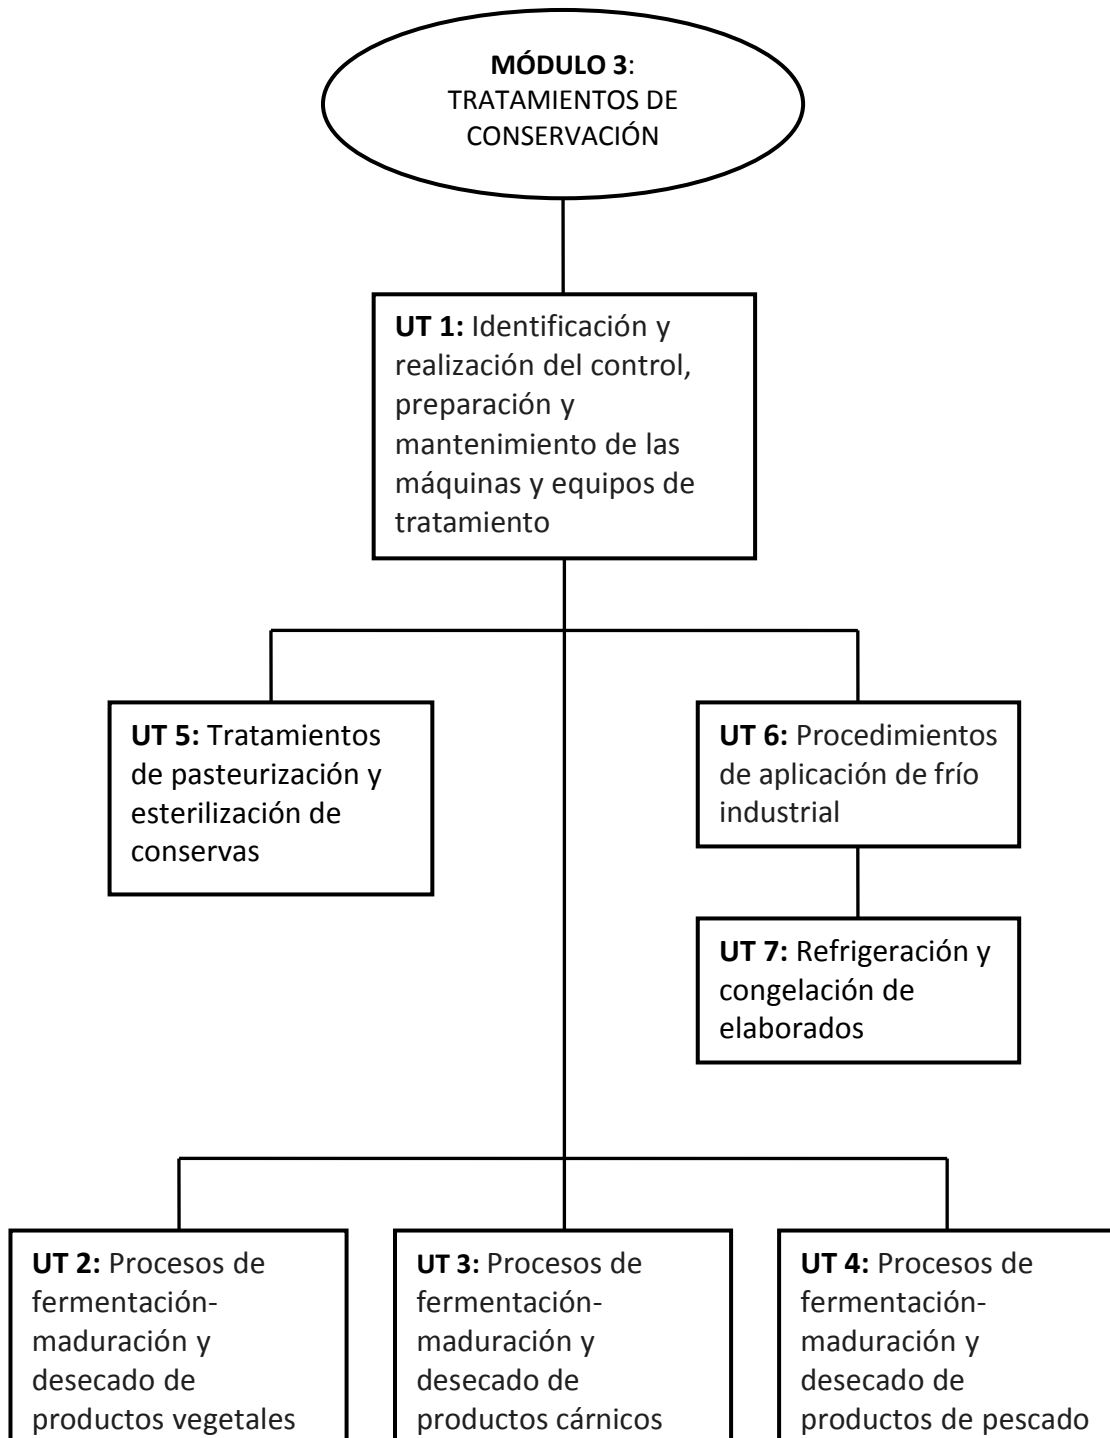 MÓDULO 3:
TRATAMIENTOS DE
CONSERVACIÓN
UT 1: Identificación y
realización del control,
preparación y
mantenimiento de las
máquinas y equipos de
tratamiento
UT 5: Tratamientos
de pasteurización y
esterilización de
conservas
UT 6: Procedimientos
de aplicación de frío
industrial
UT 7: Refrigeración y
congelación de
elaborados
UT 2: Procesos de
fermentación-
maduración y
desecado de
productos vegetales
UT 3: Procesos de
fermentación-
maduración y
desecado de
productos cárnicos
UT 4: Procesos de
fermentación-
maduración y
desecado de
productos de pescado